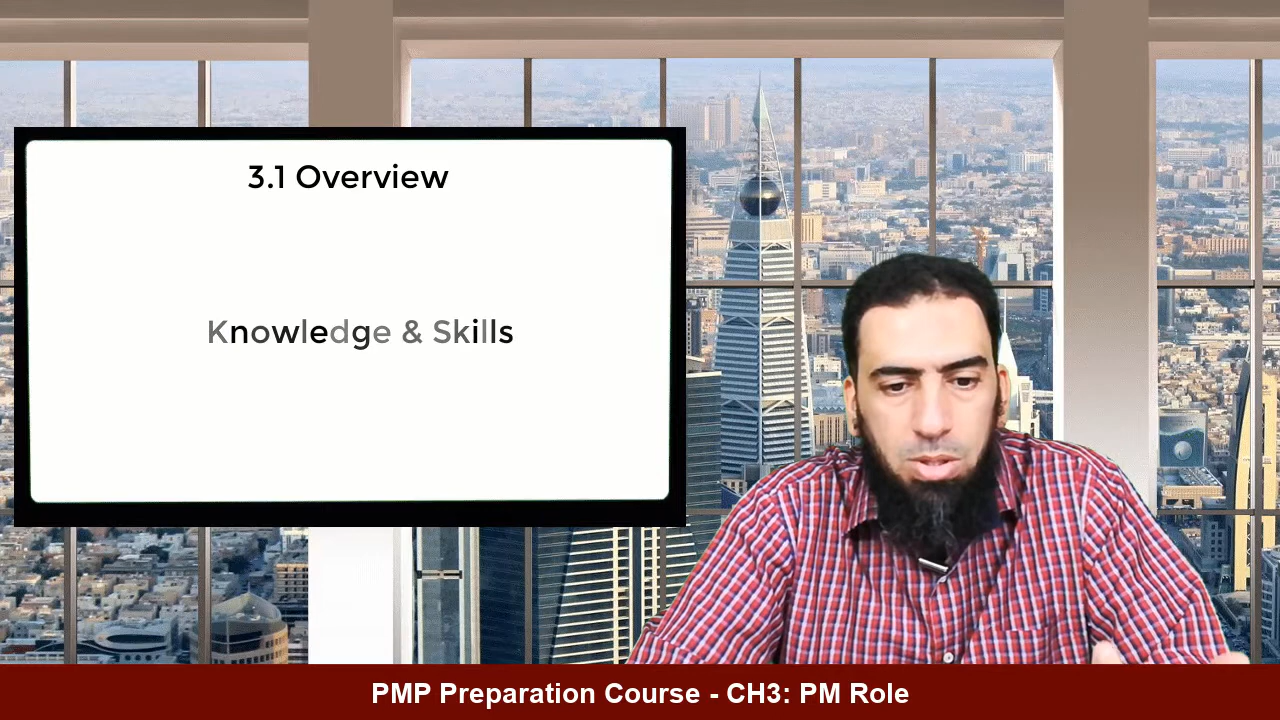 3.1 Overview
Knowledge & Skills
PMP Preparation Course - CH3: PM Role